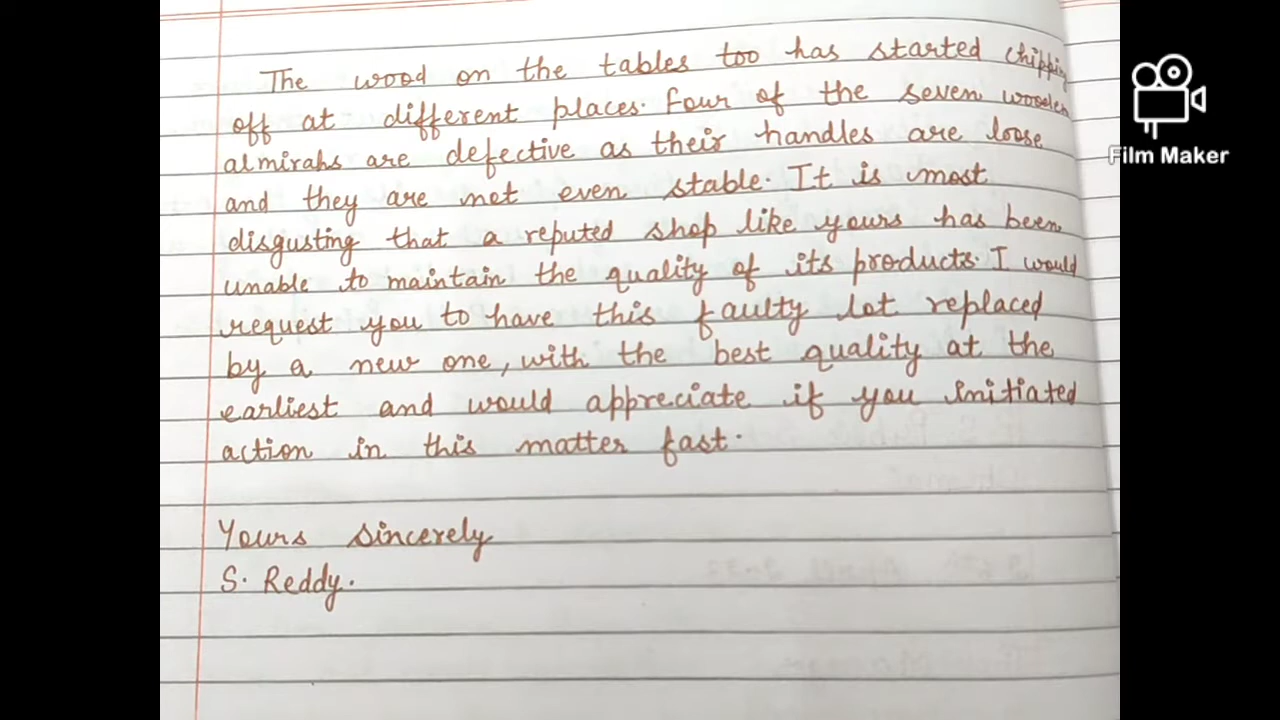 The wood on the tables too has started chipping
off at different places. Four of the seven wooden
almirahs are defective as their handles are loose
and they are not even stable. It is most
disgusting that a reputed shop like yours has been
unable to maintain the quality of its products. I would
request you to have this faulty lot replaced
by a new one, with the best quality at the
earliest and would appreciate if you initiated
action in this matter fast.
Yours sincerely
S. Reddy.
Film Maker